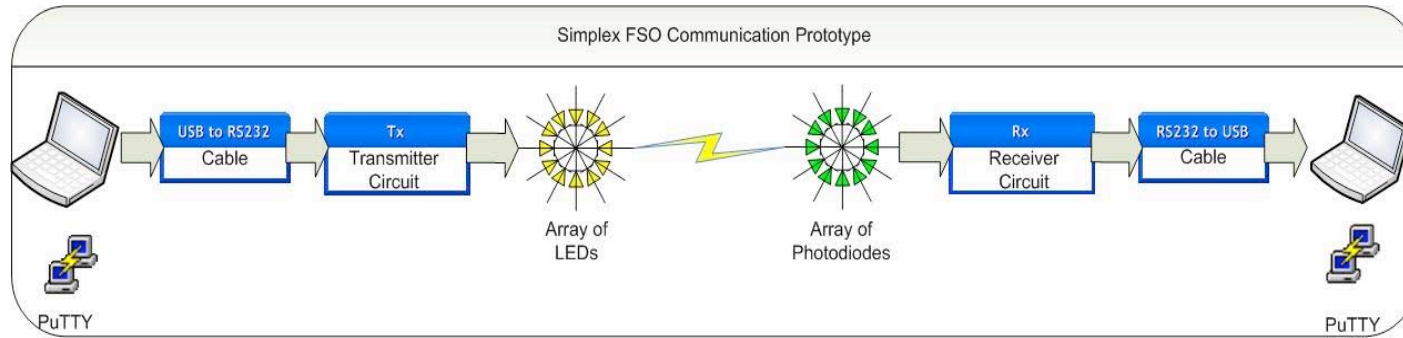 Simplex FSO Communication Prototype
USB to RS232
Cable
Tx
Transmitter
Circuit
Array of
LEDs
Array of
Photodiodes
Rx
Receiver
Circuit
RS232 to USB
Cable
PuTTY
PuTTY